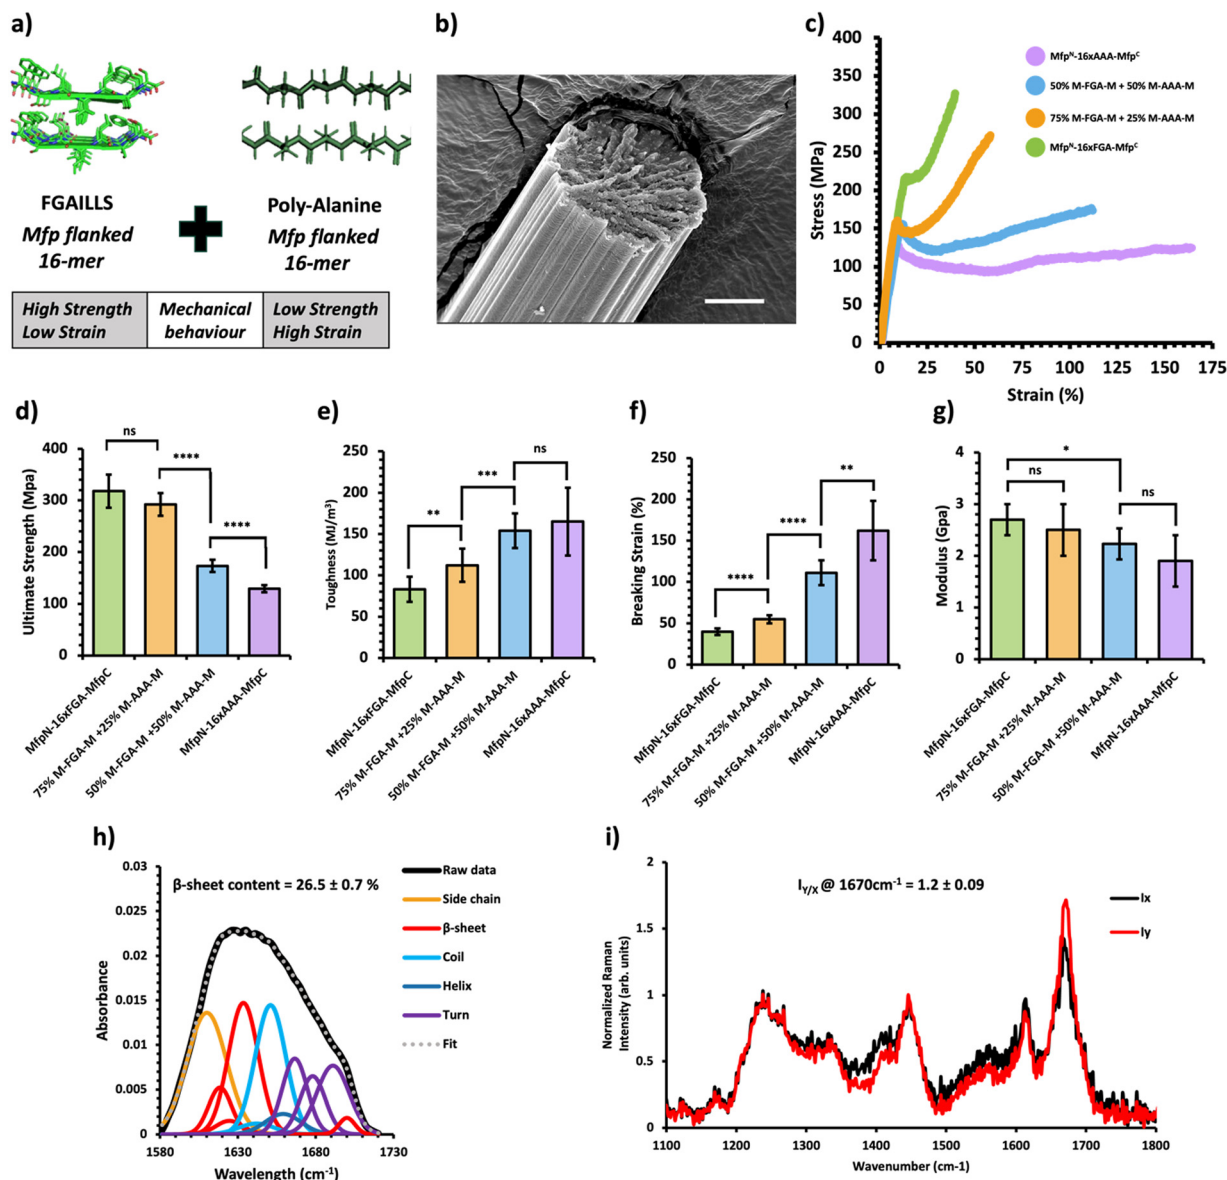 a)
FGAILLS
Mfp flanked
16-mer
Poly-Alanine
Mfp flanked
16-mer
High Strength
Low Strain
Mechanical
behaviour
Low Strength
High Strain
b)
c)
Stress (MPa)
400
350
300
250
200
150
100
50
0
0 25 50 75 100 125 150 175
Strain (%)
Mfpᴺ-16xAAA-Mfpᶜ
50% M-FGA-M + 50% M-AAA-M
75% M-FGA-M + 25% M-AAA-M
Mfpᴺ-16xFGA-Mfpᶜ
d)
Ultimate Strength (Mpa)
400
300
200
100
0
ns
****
****
MfpN-16xFGA-MfpC
75% M-FGA-M +25% M-AAA-M
50% M-FGA-M +50% M-AAA-M
MfpN-16xAAA-MfpC
e)
Toughness (MJ/m³)
250
200
150
100
50
0
**
***
ns
MfpN-16xFGA-MfpC
75% M-FGA-M +25% M-AAA-M
50% M-FGA-M +50% M-AAA-M
MfpN-16xAAA-MfpC
f)
Breaking Strain (%)
250
200
150
100
50
0
****
****
**
MfpN-16xFGA-MfpC
75% M-FGA-M +25% M-AAA-M
50% M-FGA-M +50% M-AAA-M
MfpN-16xAAA-MfpC
g)
Modulus (Gpa)
4
3
2
1
0
*
ns
ns
MfpN-16xFGA-MfpC
75% M-FGA-M +25% M-AAA-M
50% M-FGA-M +50% M-AAA-M
MfpN-16xAAA-MfpC
h)
β-sheet content = 26.5 ± 0.7 %
Absorbance
0.03
0.025
0.02
0.015
0.01
0.005
0
1580 1630 1680 1730
Wavelength (cm⁻¹)
Raw data
Side chain
β-sheet
Coil
Helix
Turn
Fit
i)
I_Y/X @ 1670cm⁻¹ = 1.2 ± 0.09
Normalized Raman
Intensity (arb. units)
2
1.5
1
0.5
0
1100 1200 1300 1400 1500 1600 1700 1800
Wavenumber (cm-1)
Ix
Iy